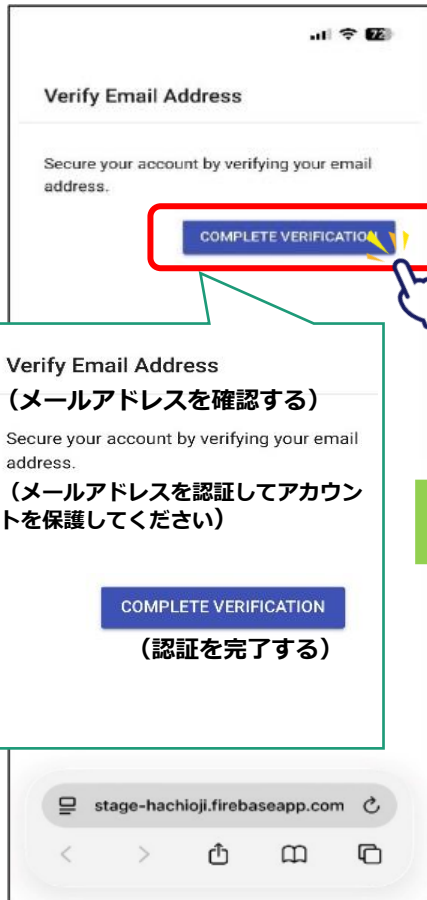 72
Verify Email Address
Secure your account by verifying your email
address.
COMPLETE VERIFICATION
Verify Email Address
（メールアドレスを確認する）
Secure your account by verifying your email
address.
（メールアドレスを認証してアカウン
トを保護してください）
COMPLETE VERIFICATION
（認証を完了する）
stage-hachioji.firebaseapp.com